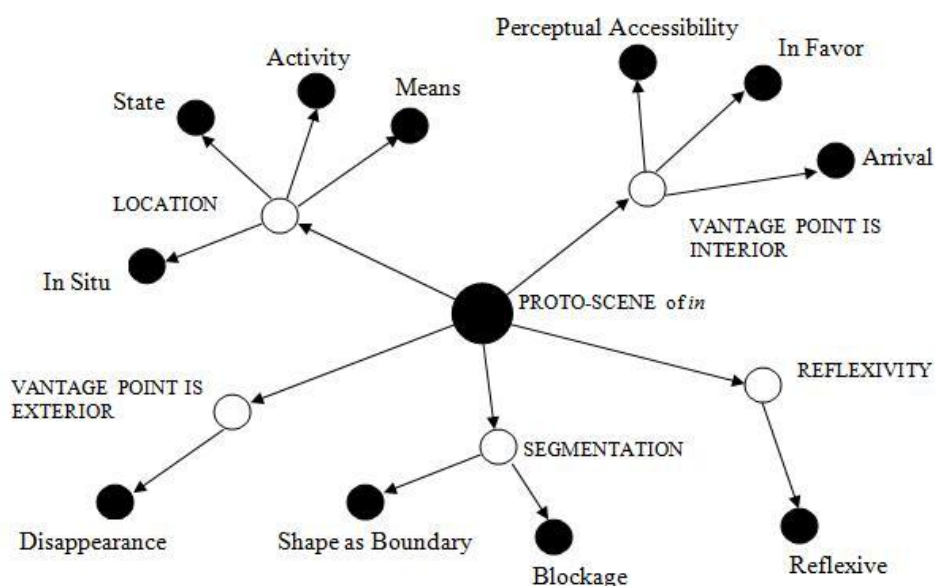 Perceptual Accessibility
In Favor
Activity
Means
State
Arrival
LOCATION
VANTAGE POINT IS
INTERIOR
In Situ
PROTO-SCENE of in
VANTAGE POINT IS
EXTERIOR
REFLEXIVITY
SEGMENTATION
Disappearance
Shape as Boundary
Blockage
Reflexive